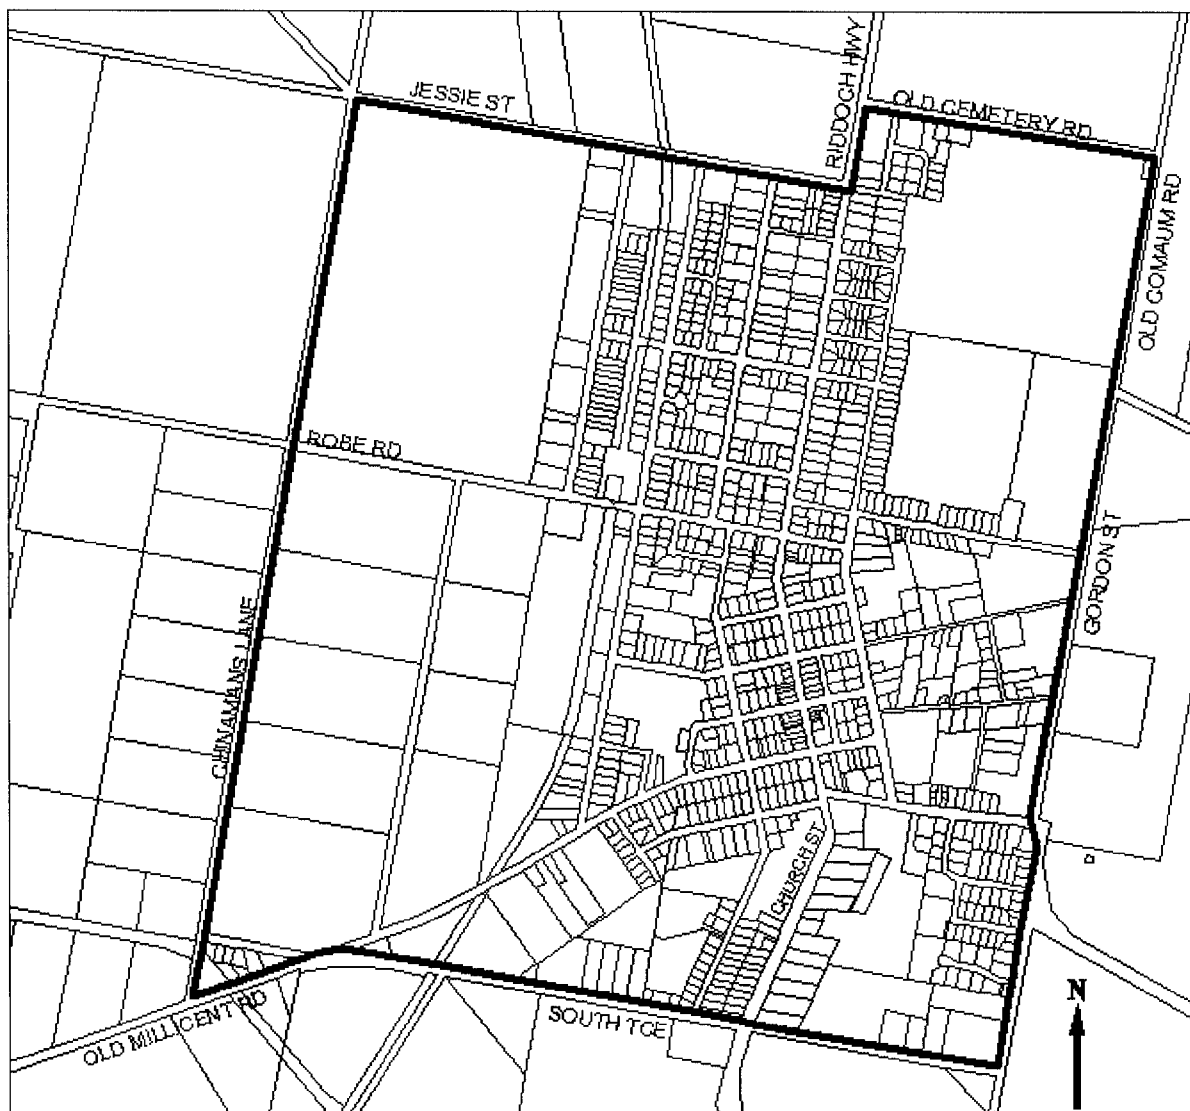 JESSIE ST
RIDDOCH HWY
OLD CEMETERY RD
OLD COMAUM RD
ROBE RD
GORDON ST
CHINAMANS LANE
CHURCH ST
N
SOUTH TCE
OLD MILLICENT RD